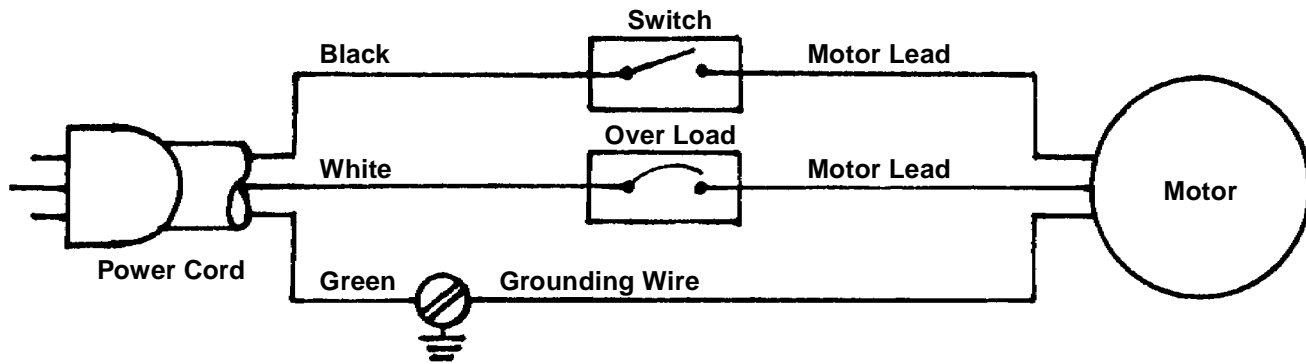 Switch
Black
Motor Lead
Over Load
White
Motor Lead
Motor
Power Cord
Green
Grounding Wire